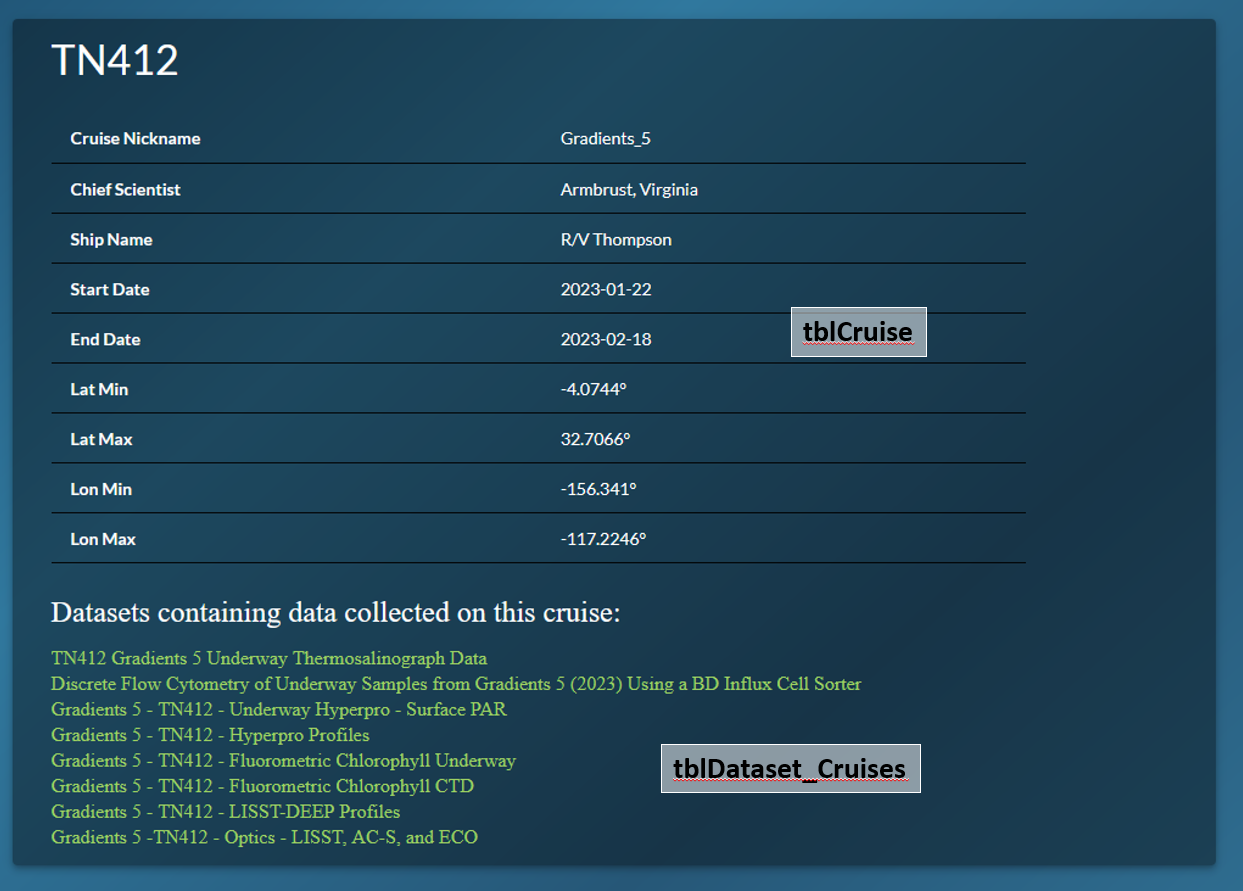 TN412
Cruise Nickname Gradients_5
Chief Scientist Armbrust, Virginia
Ship Name R/V Thompson
Start Date 2023-01-22
End Date 2023-02-18
tblCruise
Lat Min -4.0744º
Lat Max 32.7066º
Lon Min -156.341º
Lon Max -117.2246º
Datasets containing data collected on this cruise:
TN412 Gradients 5 Underway Thermosalinograph Data
Discrete Flow Cytometry of Underway Samples from Gradients 5 (2023) Using a BD Influx Cell Sorter
Gradients 5 - TN412 - Underway Hyperpro - Surface PAR
Gradients 5 - TN412 - Hyperpro Profiles
Gradients 5 - TN412 - Fluorometric Chlorophyll Underway
tblDataset_Cruises
Gradients 5 - TN412 - Fluorometric Chlorophyll CTD
Gradients 5 - TN412 - LISST-DEEP Profiles
Gradients 5 -TN412 - Optics - LISST, AC-S, and ECO